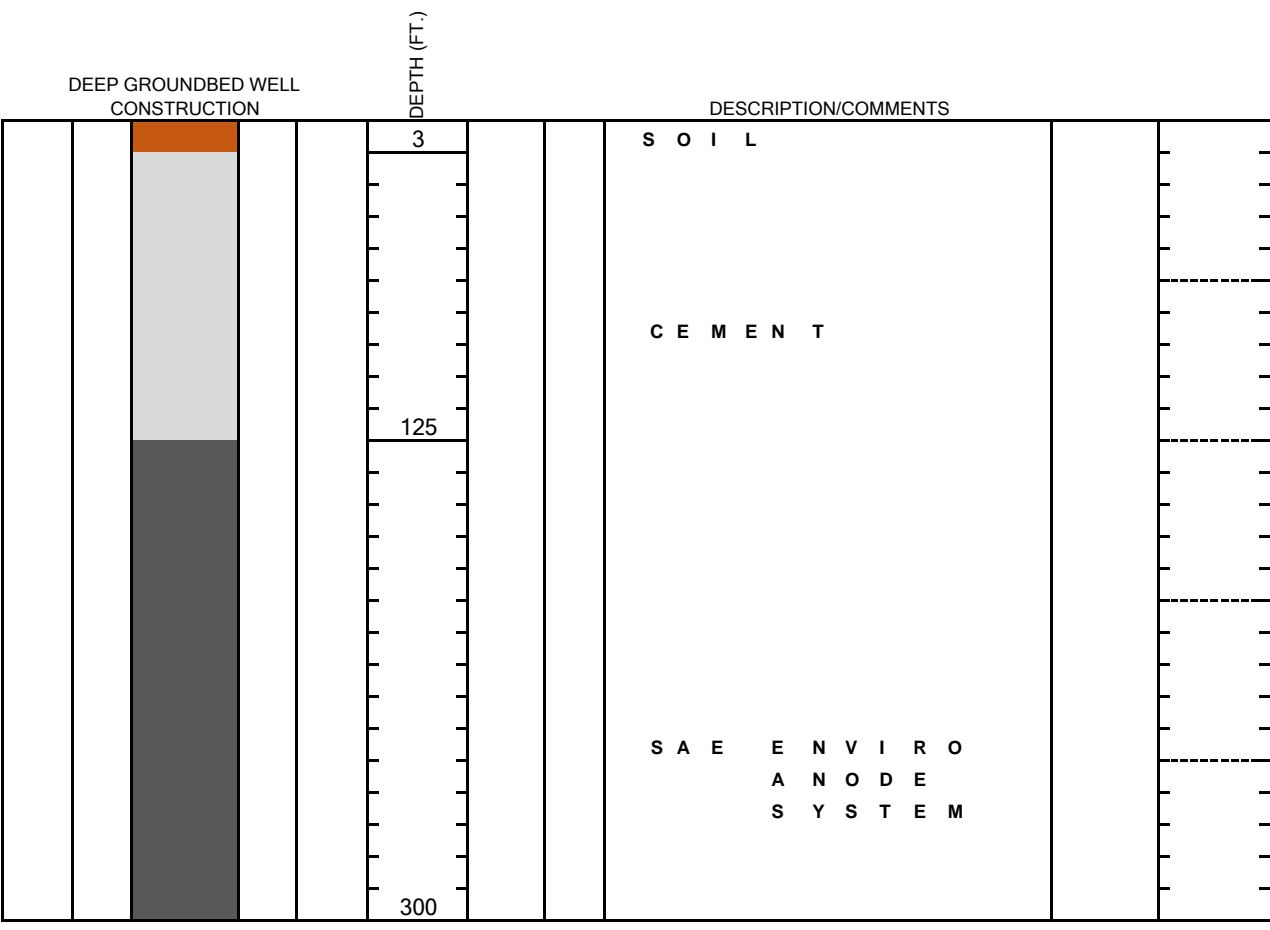 DEPTH (FT.)
DEEP GROUNDBED WELL
CONSTRUCTION
DESCRIPTION/COMMENTS
3
S O I L
C E M E N T
125
S A E E N V I R O
A N O D E
S Y S T E M
300